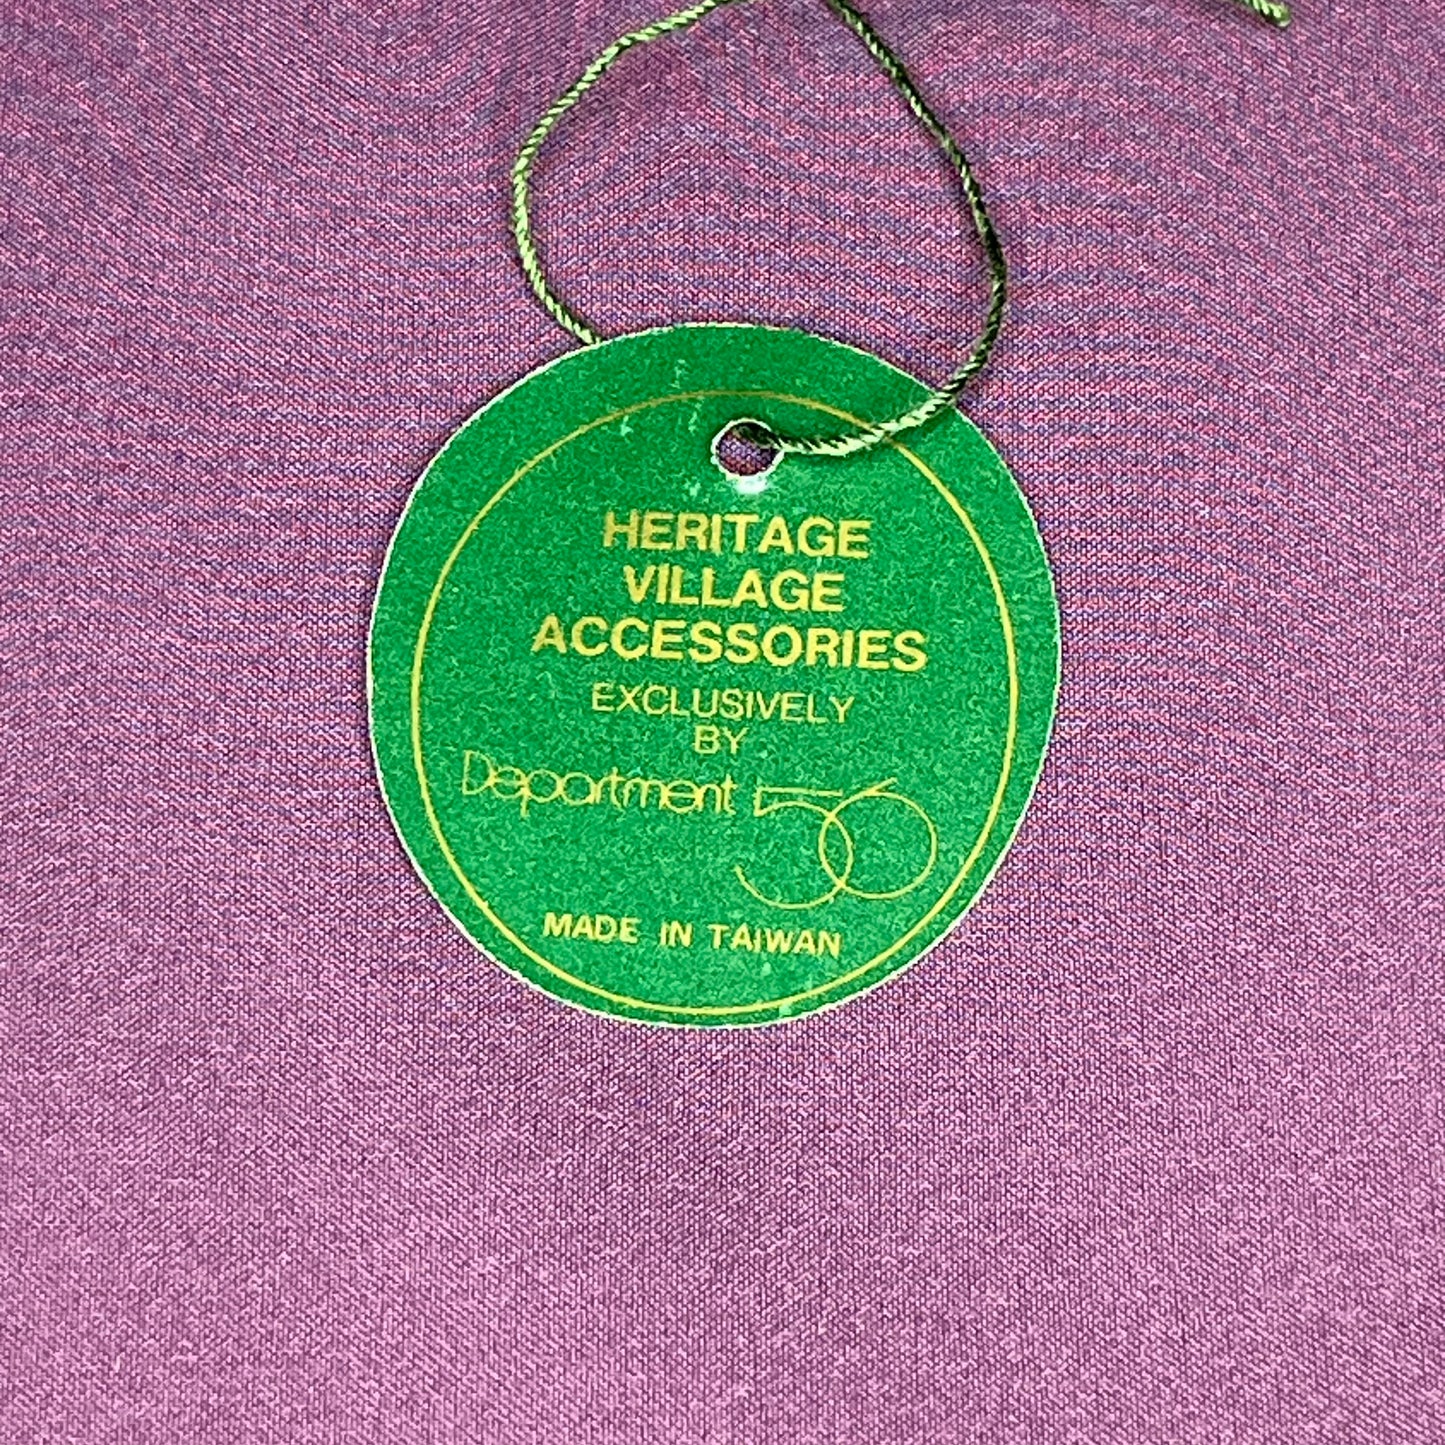 HERITAGE
VILLAGE
ACCESSORIES
EXCLUSIVELY
BY
Department 56
MADE IN TAIWAN